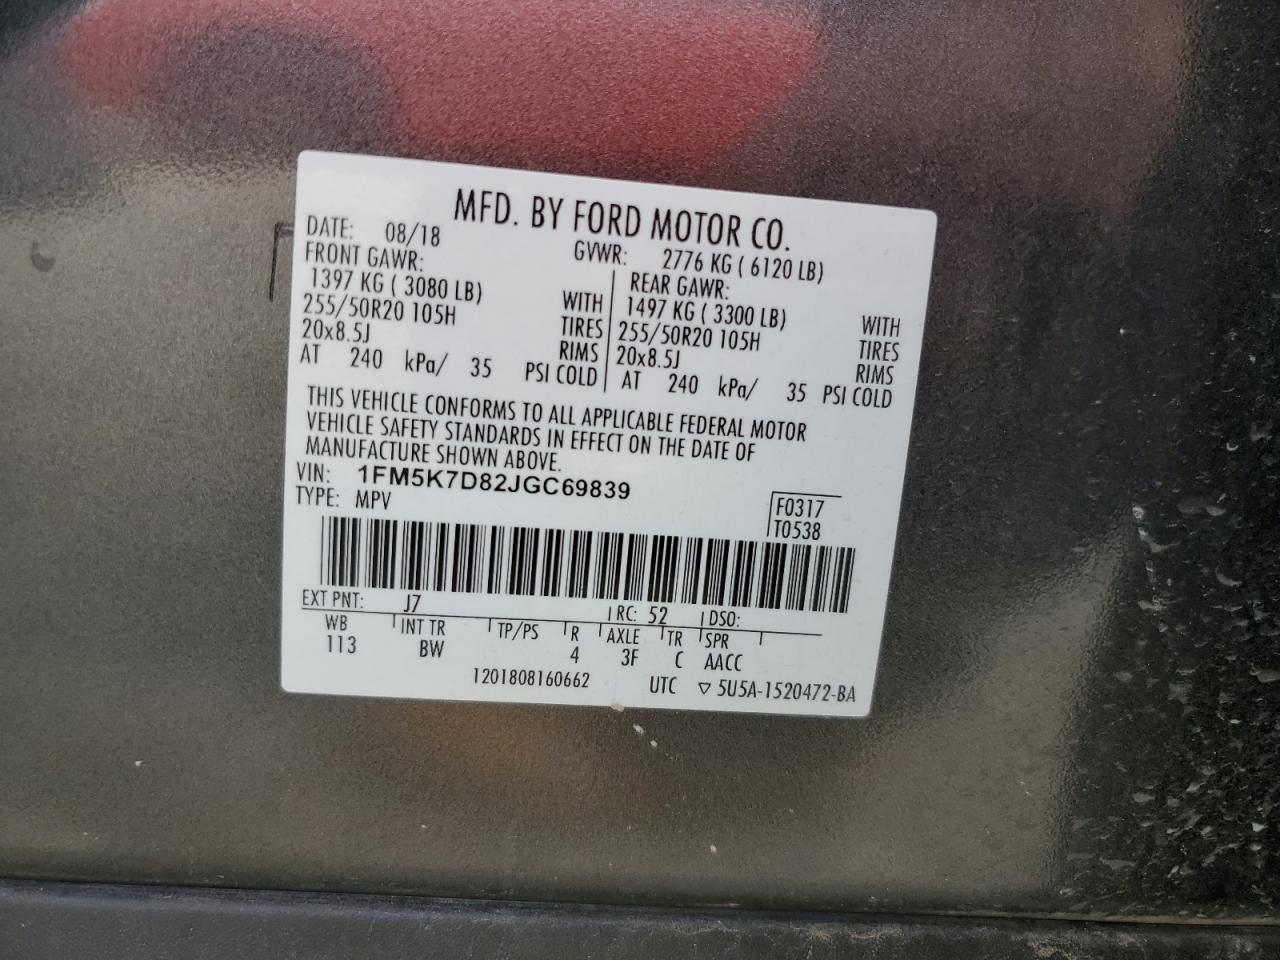 MFD. BY FORD MOTOR CO.
DATE: 08/18 GVWR: 2776 KG ( 6120 LB)
FRONT GAWR: REAR GAWR:
1397 KG ( 3080 LB) WITH 1497 KG ( 3300 LB) WITH
255/50R20 105H TIRES 255/50R20 105H TIRES
20x8.5J RIMS 20x8.5J RIMS
AT 240 kPa/ 35 PSI COLD AT 240 kPa/ 35 PSI COLD
THIS VEHICLE CONFORMS TO ALL APPLICABLE FEDERAL MOTOR
VEHICLE SAFETY STANDARDS IN EFFECT ON THE DATE OF
MANUFACTURE SHOWN ABOVE.
VIN: 1FM5K7D82JGC69839
TYPE: MPV F0317
T0538
EXT PNT: J7 RC: 52 DSO:
WB INT TR TP/PS R AXLE TR SPR
113 BW 4 3F C AACC
1201808160662 UTC ▽ 5U5A-1520472-BA